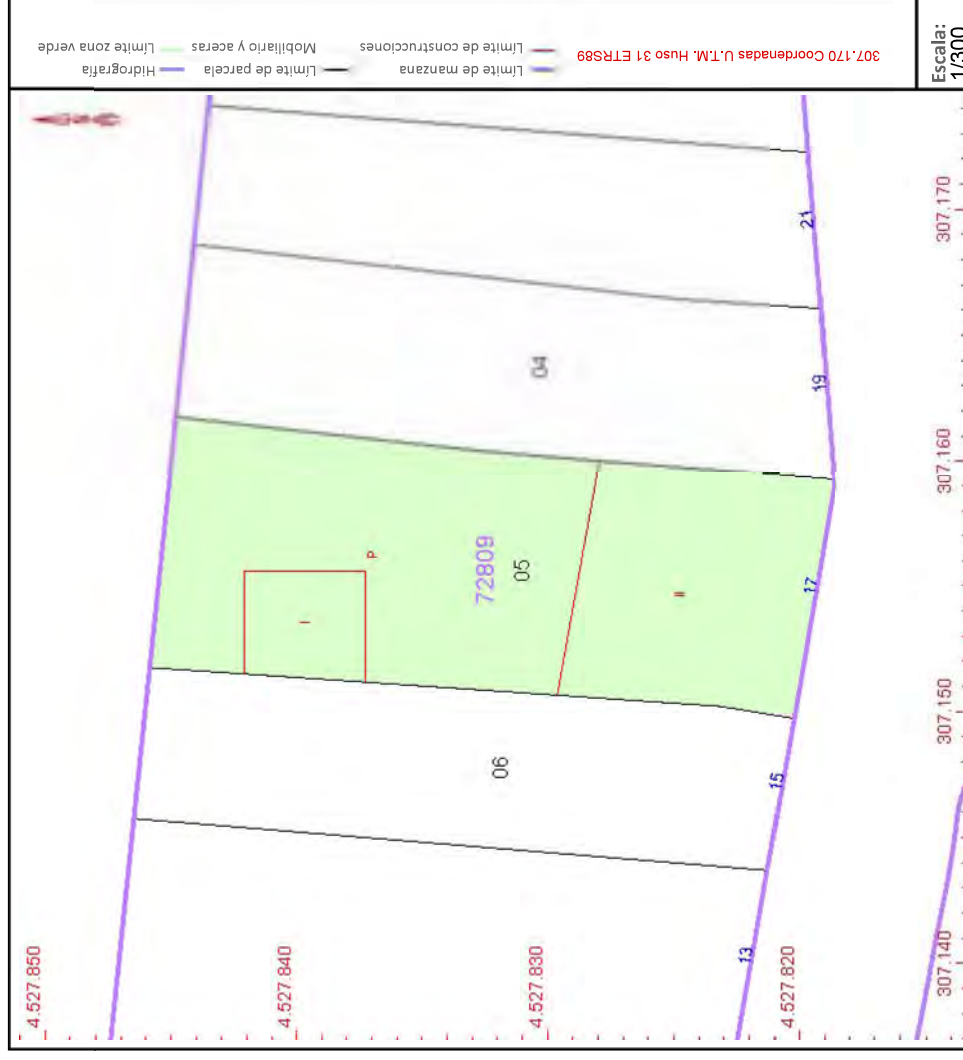 Límite de manzana
Límite de construcciones
Límite de parcela
Mobiliario y aceras
Hidrografía
Límite zona verde
307.170 Coordenadas U.T.M. Huso 31 ETRS89
Escala:
1/300
4.527.850
4.527.840
4.527.830
4.527.820
307.140
307.150
307.160
307.170
72809
04
05
06
I
P
II
13
15
17
19
21